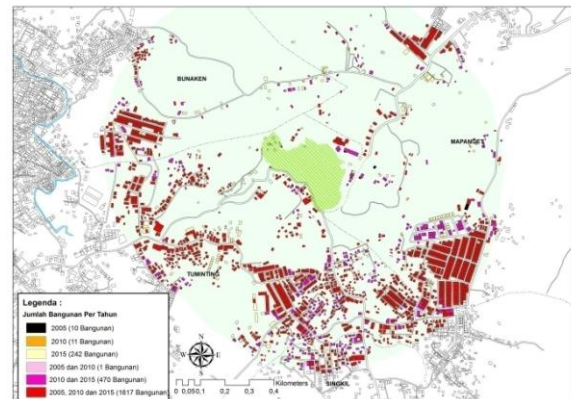 BUNAKEN
MAPANGET
TUMINTING
SINGKIL
Legenda :
Jumlah Bangunan Per Tahun
2005 (10 Bangunan)
2010 (11 Bangunan)
2015 (242 Bangunan)
2005 dan 2010 (1 Bangunan)
2010 dan 2015 (470 Bangunan)
2005, 2010 dan 2015 (1617 Bangunan)
N
W E
S
Kilometers
0 0,05 0,1 0,2 0,3 0,4